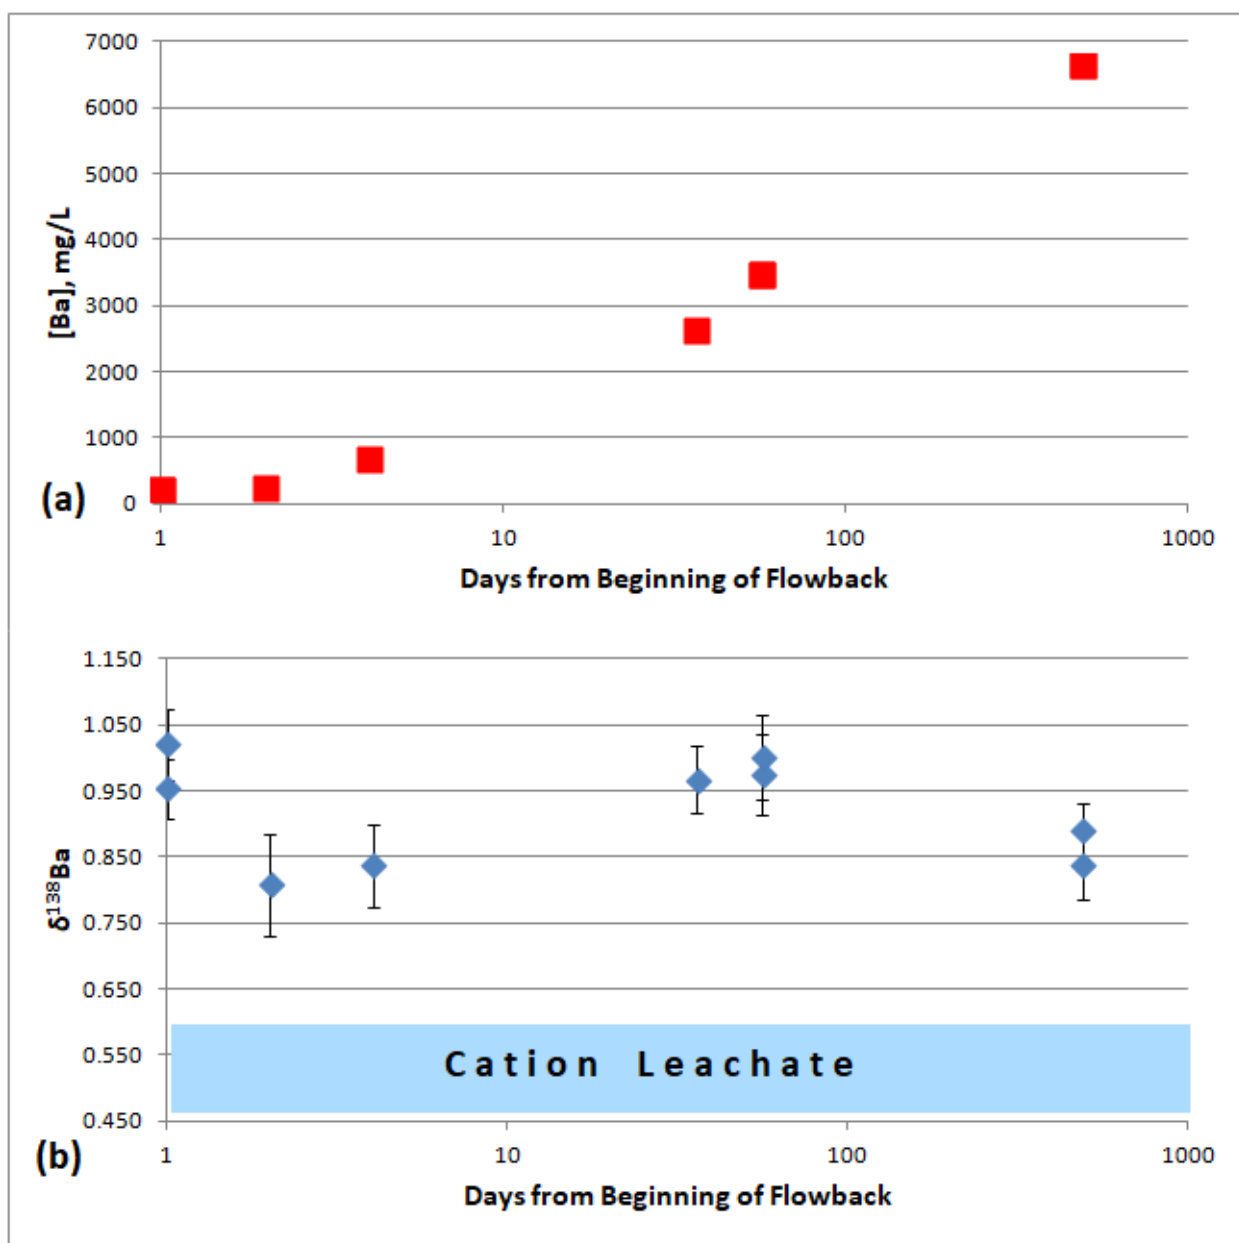 7000
6000
5000
4000
3000
2000
1000
0
[Ba], mg/L
(a)
1 10 100 1000
Days from Beginning of Flowback
1.150
1.050
0.950
0.850
0.750
0.650
0.550
0.450
δ¹³⁸Ba
Cation Leachate
(b)
1 10 100 1000
Days from Beginning of Flowback